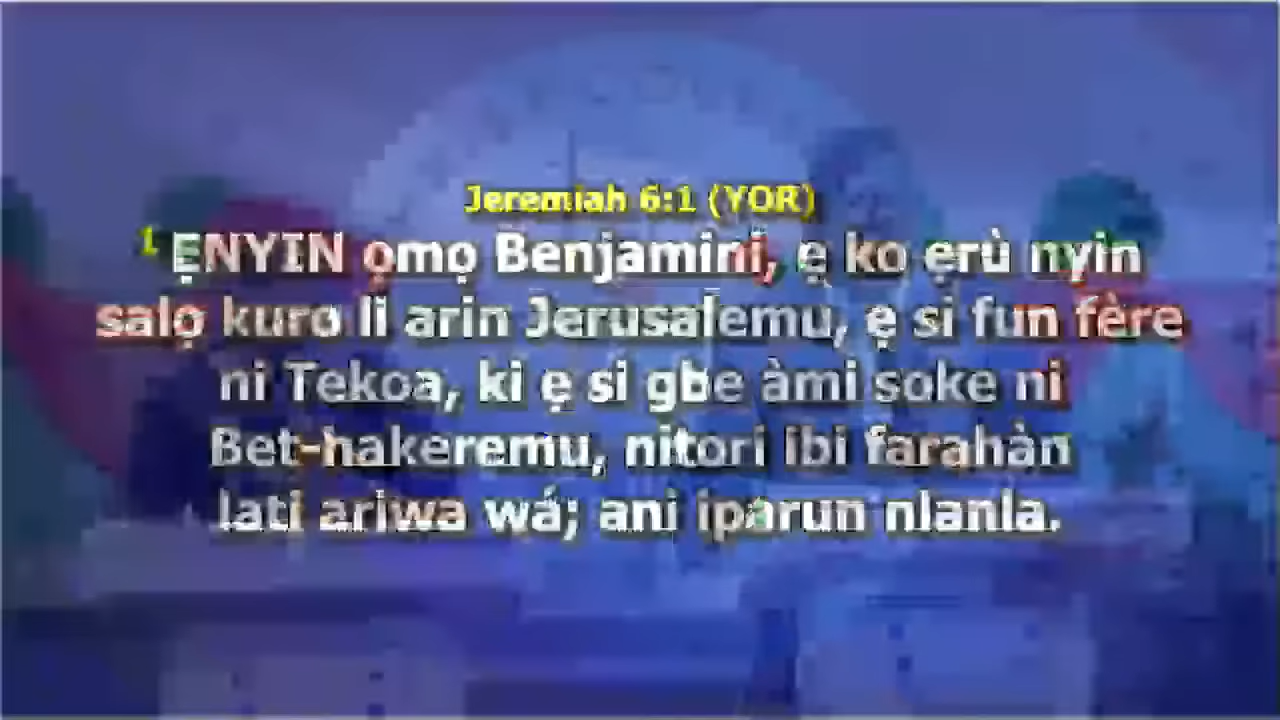 Jeremiah 6:1 (YOR)
1 ẸNYIN ọmọ Benjamini, ẹ ko ẹrù nyin
salọ kuro li arin Jerusalemu, ẹ si fun fère
ni Tekoa, ki ẹ si gbe àmi soke ni
Bet-hakeremu, nitori ibi farahàn
lati ariwa wá; ani iparun nlanla.